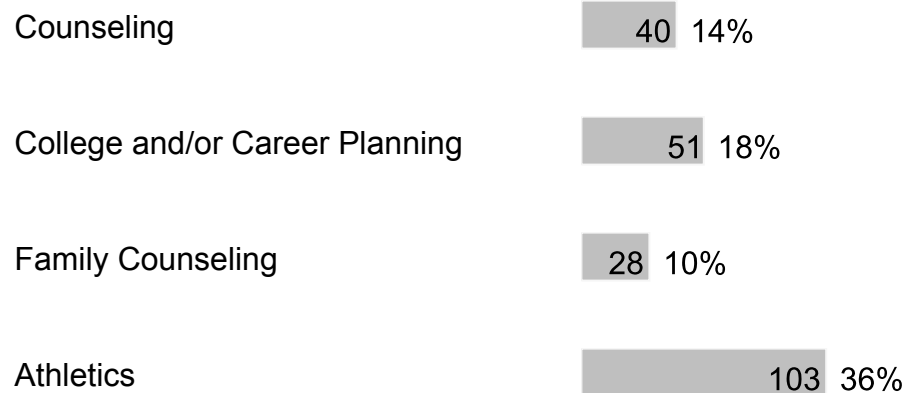 Counseling 40 14%
College and/or Career Planning 51 18%
Family Counseling 28 10%
Athletics 103 36%